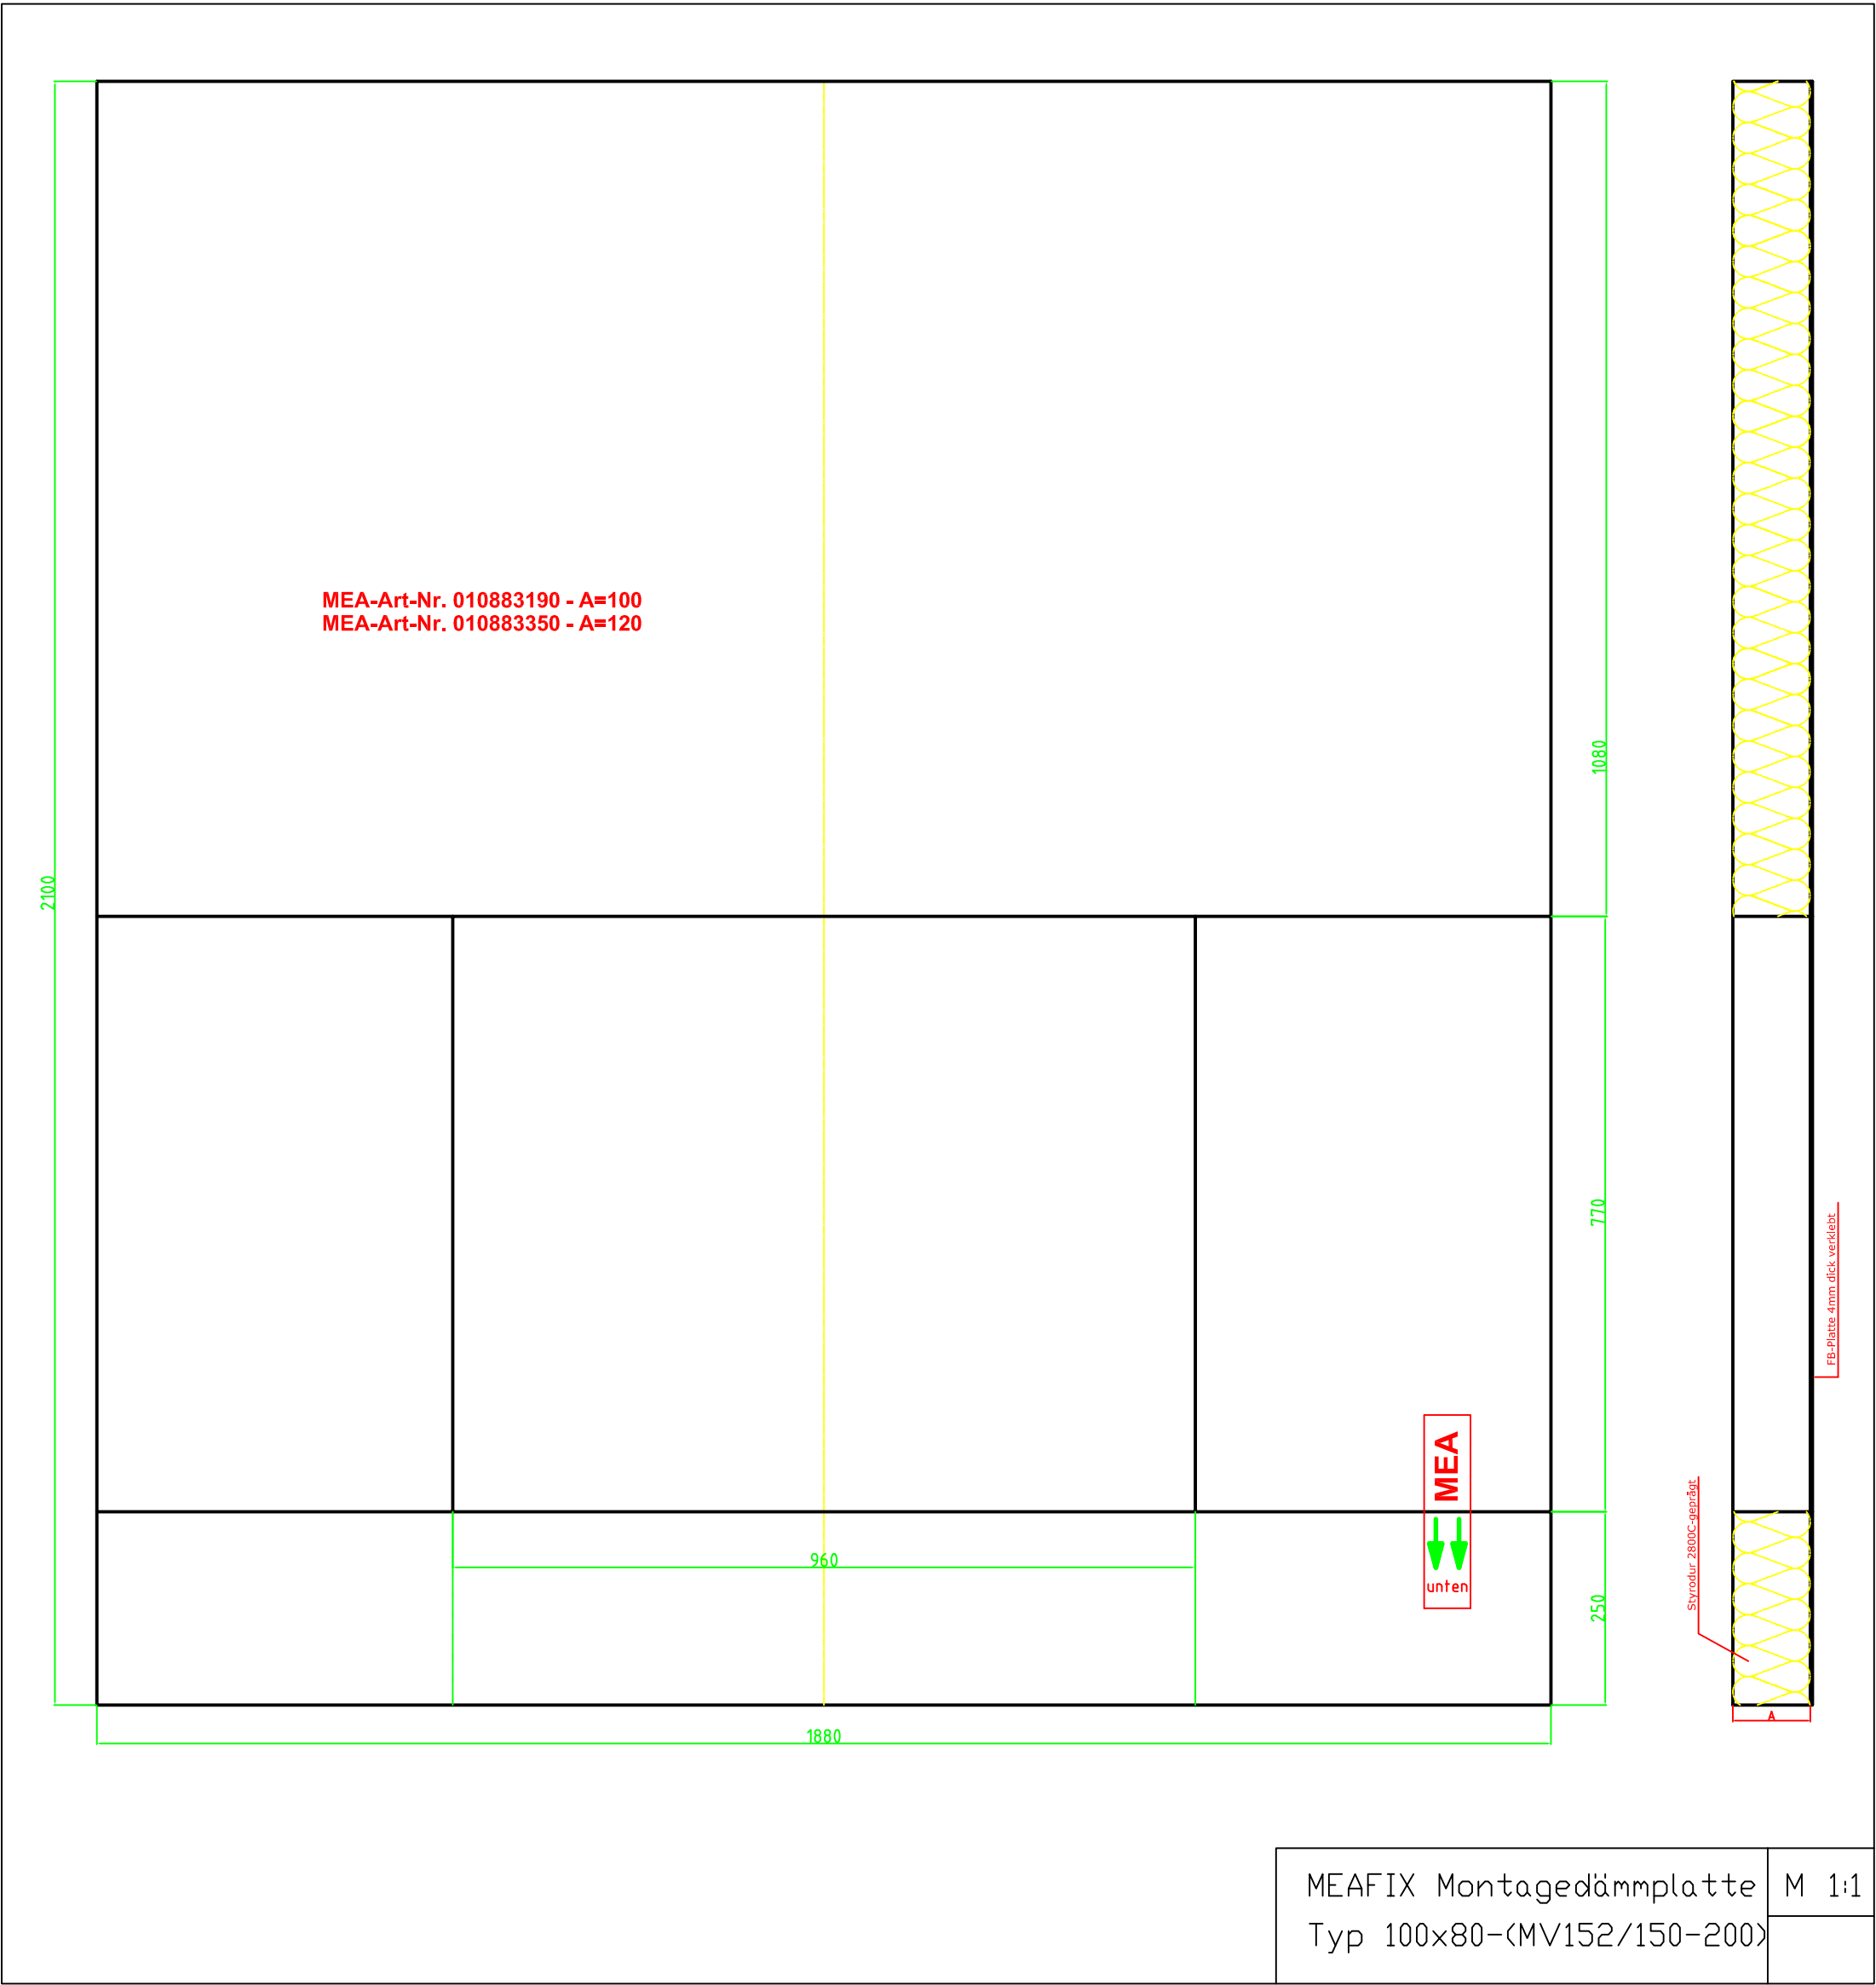 MEA-Art-Nr. 010883190 - A=100
MEA-Art-Nr. 010883350 - A=120
2100
1080
770
250
960
1880
MEA
unten
FB-Platte 4mm dick verklebt
Styrodur 2800C-geprägt
A
MEAFIX Montagedämmplatte
Typ 100x80-(MV152/150-200)
M 1:1